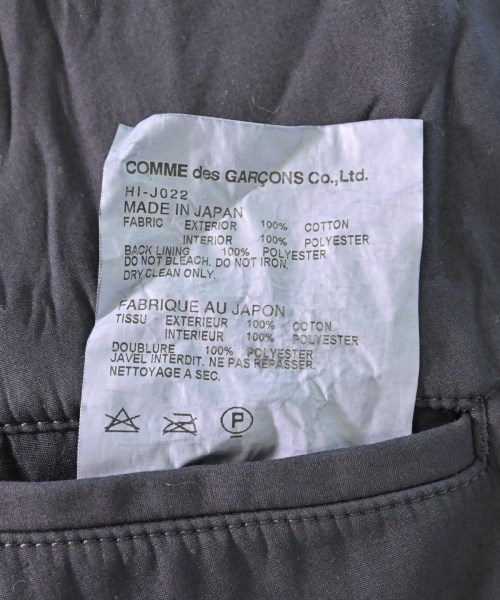 COMME des GARÇONS Co.,Ltd.
HI-J022
MADE IN JAPAN
FABRIC EXTERIOR 100% COTTON
INTERIOR 100% POLYESTER
BACK LINING 100% POLYESTER
DO NOT BLEACH. DO NOT IRON.
DRY CLEAN ONLY.
FABRIQUE AU JAPON
TISSU EXTERIEUR 100% COTON
INTERIEUR 100% POLYESTER
DOUBLURE 100% POLYESTER
JAVEL INTERDIT. NE PAS REPASSER.
NETTOYAGE A SEC.
P